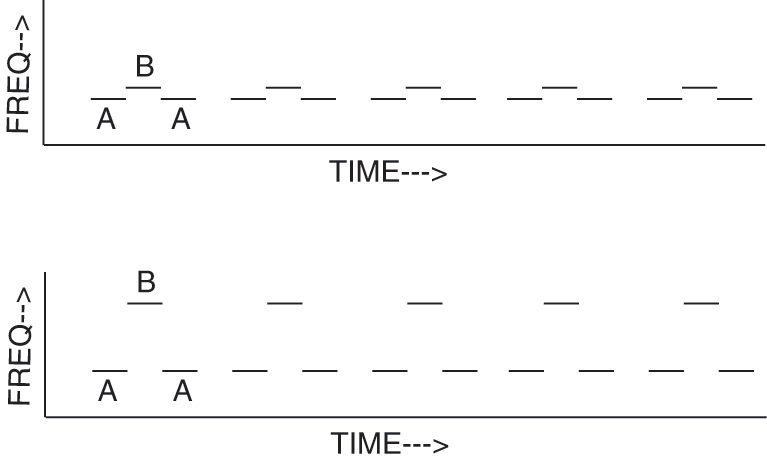 FREQ-->
B
A A
TIME--->
FREQ-->
B
A A
TIME--->